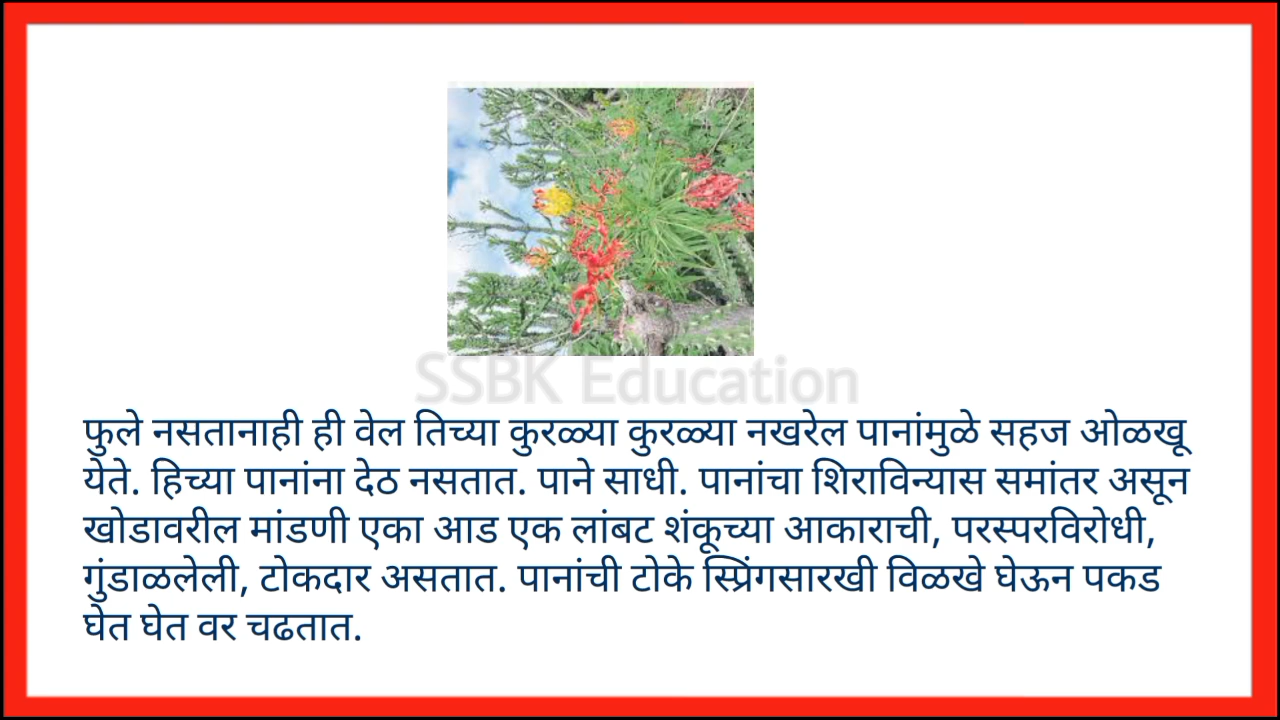 SSBK Education
फुले नसतानाही ही वेल तिच्या कुरळ्या कुरळ्या नखरेल पानांमुळे सहज ओळखू
येते. हिच्या पानांना देठ नसतात. पाने साधी. पानांचा शिराविन्यास समांतर असून
खोडावरील मांडणी एका आड एक लांबट शंकूच्या आकाराची, परस्परविरोधी,
गुंडाळलेली, टोकदार असतात. पानांची टोके स्प्रिंगसारखी विळखे घेऊन पकड
घेत घेत वर चढतात.